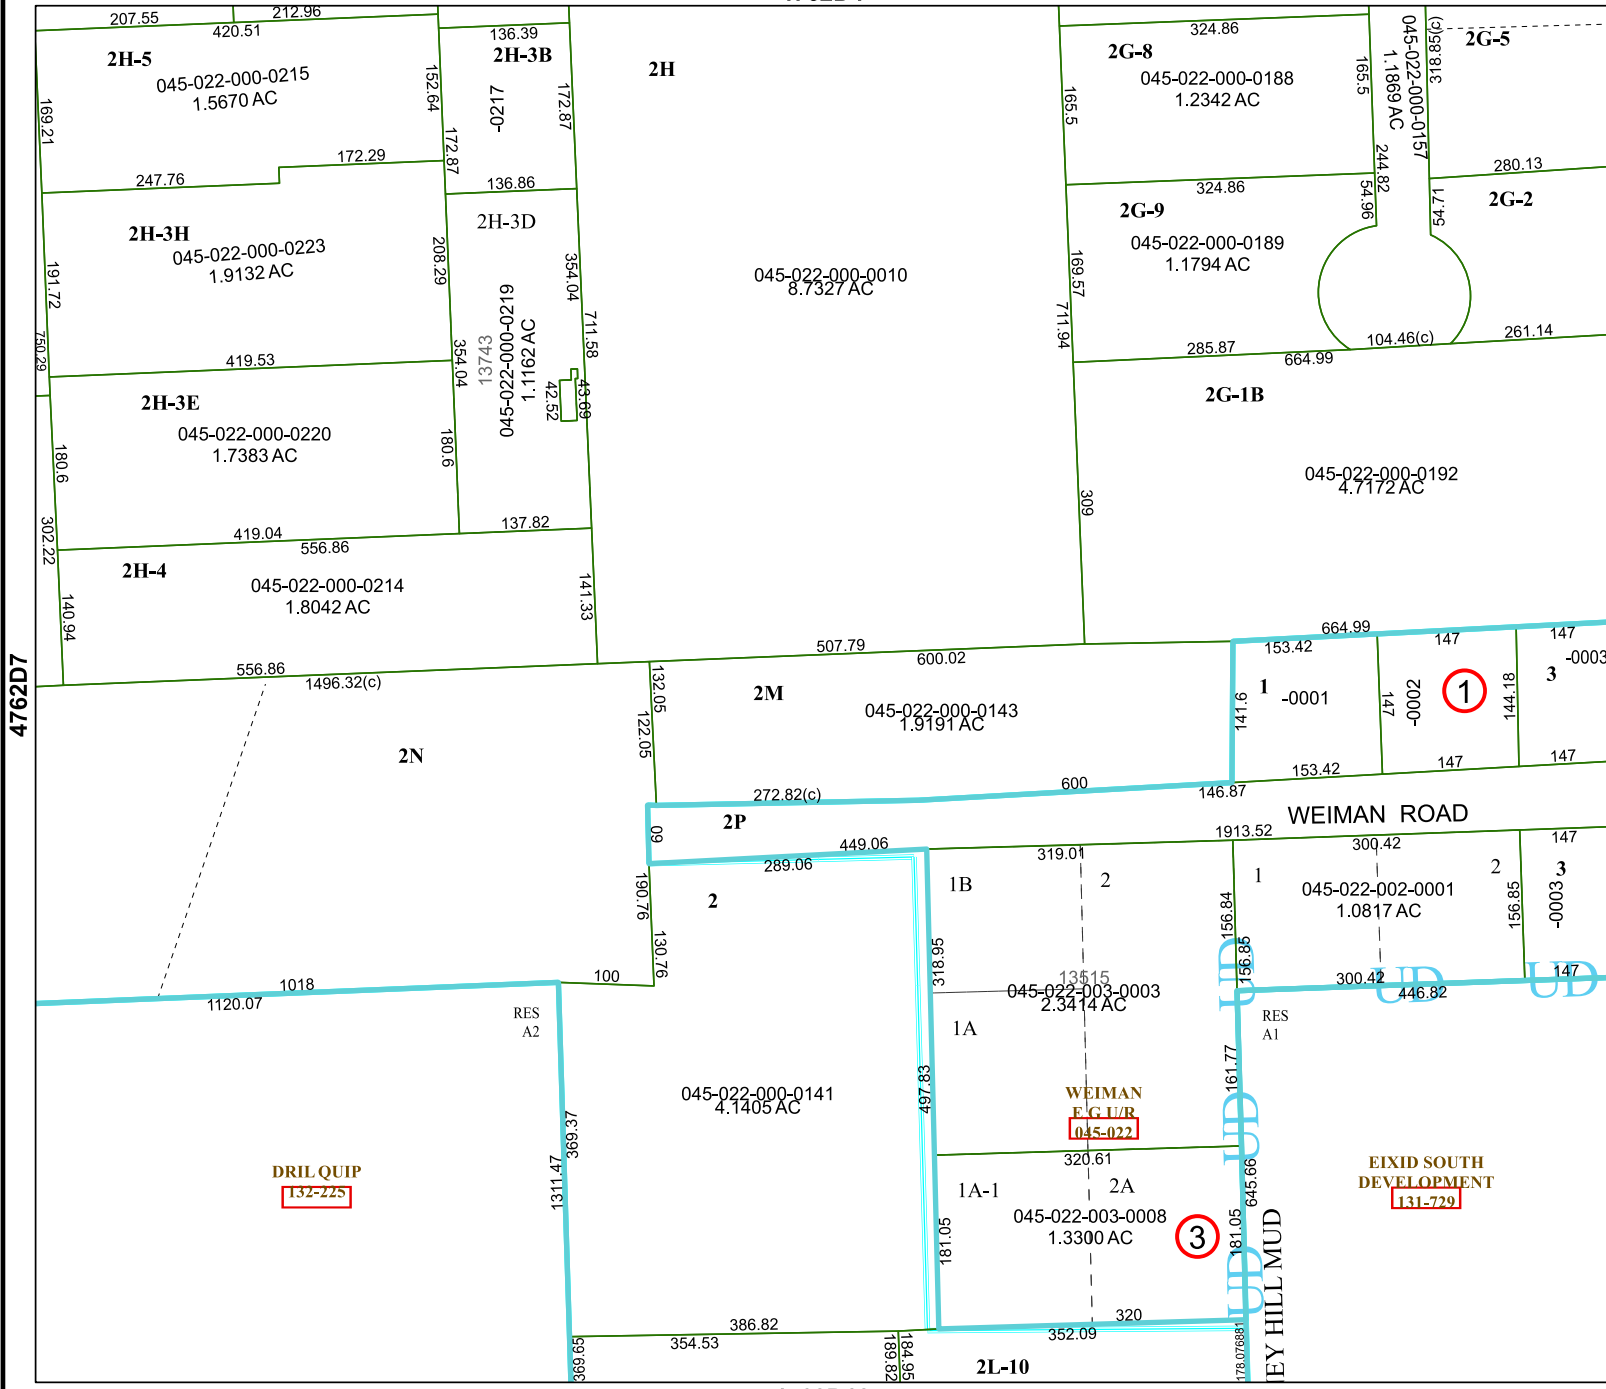 207.55
212.96
420.51
2H-5
045-022-000-0215
1.5670 AC
169.21
152.64
136.39
2H-3B
-0217
172.87
172.87
2H
324.86
2G-8
045-022-000-0188
1.2342 AC
165.5
165.5
045-022-000-0157
1.1869 AC
318.85(c)
2G-5
244.82
280.13
247.76
172.29
136.86
324.86
54.96
54.71
2G-2
2H-3H
045-022-000-0223
1.9132 AC
191.72
208.29
2H-3D
354.04
711.58
045-022-000-0010
8.7327 AC
2G-9
045-022-000-0189
1.1794 AC
169.57
711.94
285.87
104.46(c)
664.99
261.14
750.29
419.53
354.04
13743
045-022-000-0219
1.1162 AC
42.52
43.69
2H-3E
045-022-000-0220
1.7383 AC
180.6
180.6
2G-1B
045-022-000-0192
4.7172 AC
309
302.22
419.04
137.82
556.86
2H-4
045-022-000-0214
1.8042 AC
140.94
141.33
4762D7
556.86
1496.32(c)
507.79
600.02
664.99
153.42
147
147
132.05
122.05
2M
045-022-000-0143
1.9191 AC
141.6
1
-0001
147
-0002
1
144.18
3
-0003
2N
272.82(c)
600
146.87
153.42
147
147
60
2P
WEIMAN ROAD
449.06
289.06
319.01
1913.52
300.42
147
190.76
130.76
2
1B
2
1
045-022-002-0001
1.0817 AC
2
3
-0003
156.84
156.85
156.85
318.95
13515
045-022-003-0003
2.3414 AC
UD
UD
UD
300.42
446.82
147
1018
1120.07
100
RES
A2
1A
RES
A1
161.77
369.37
1311.47
045-022-000-0141
4.1405 AC
497.83
WEIMAN
E G U/R
045-022
UD
DRIL QUIP
132-225
320.61
1A-1
2A
045-022-003-0008
1.3300 AC
3
181.05
181.05
645.66
EIXID SOUTH
DEVELOPMENT
131-729
UD
EY HILL MUD
386.82
354.53
320
352.09
369.65
189.82
184.95
2L-10
178.076881